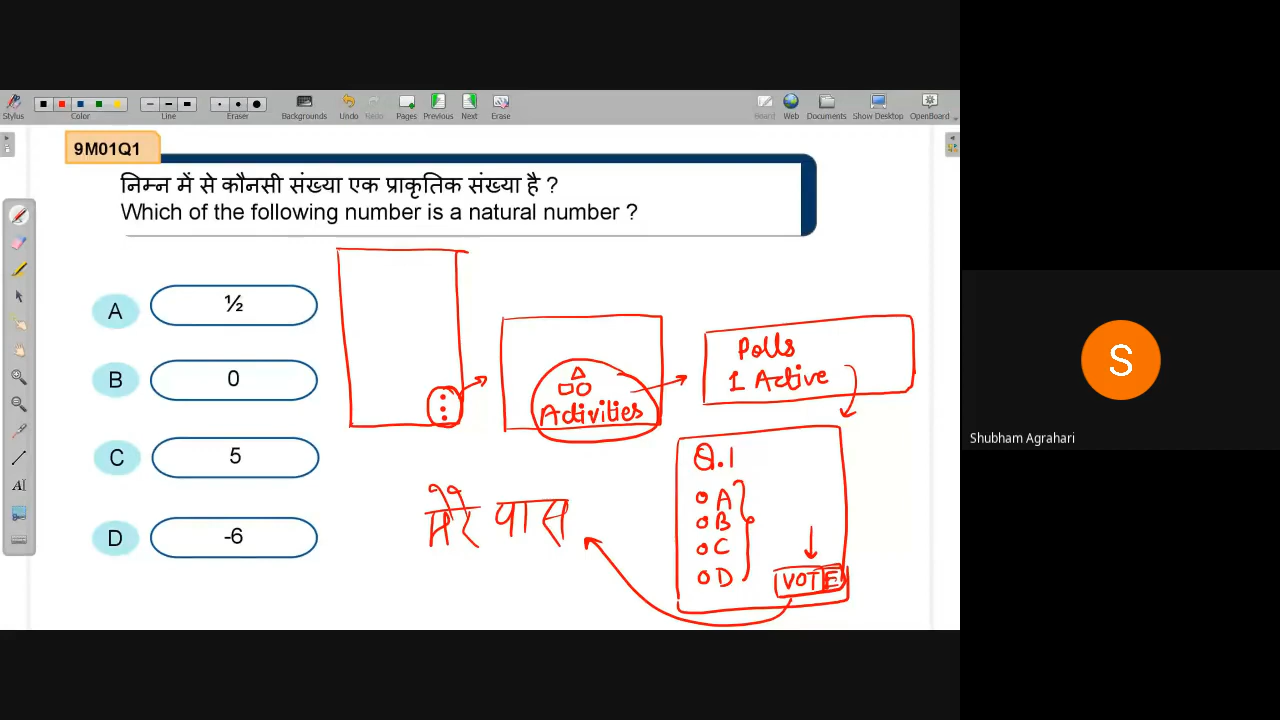 Stylus
Color
Line
Eraser
Backgrounds
Undo
Redo
Pages
Previous
Next
Erase
Board
Web
Documents
Show Desktop
OpenBoard
9M01Q1
निम्न में से कौनसी संख्या एक प्राकृतिक संख्या है ?
Which of the following number is a natural number ?
A ½
B 0
C 5
D -6
Activities
Polls
1 Active
Q.1
A
B
C
D
VOTE
मेरे पास
S
Shubham Agrahari